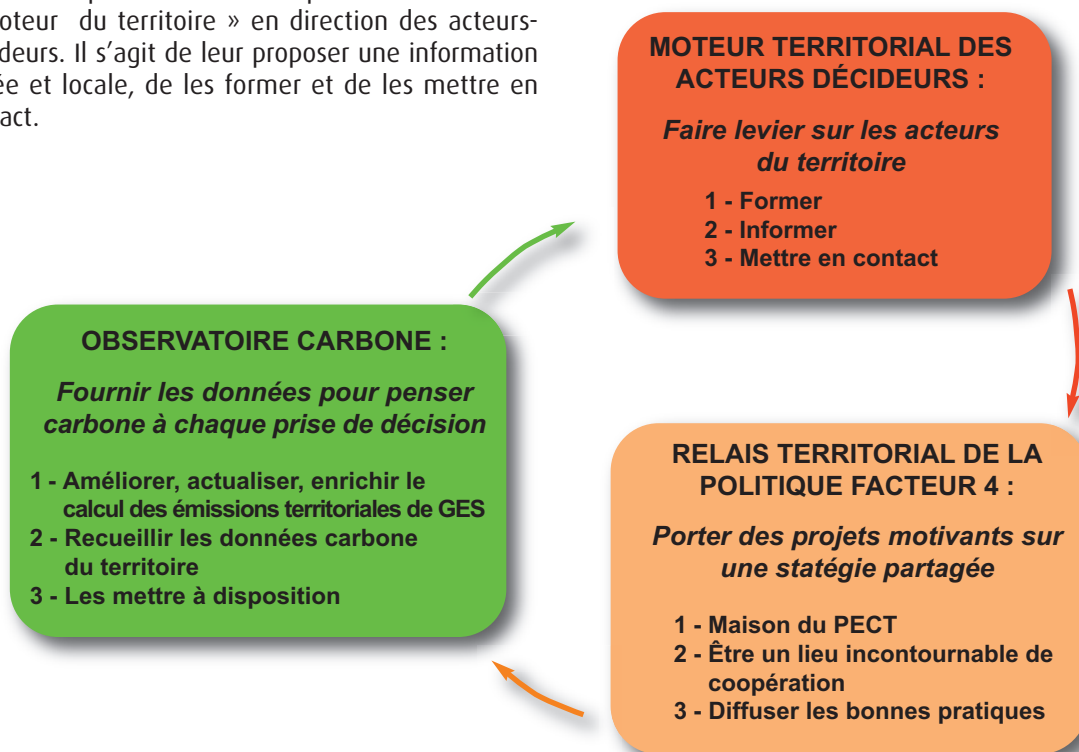 oteur du territoire » en direction des acteurs-
deurs. Il s’agit de leur proposer une information
ée et locale, de les former et de les mettre en
act.
MOTEUR TERRITORIAL DES
ACTEURS DÉCIDEURS :
Faire levier sur les acteurs
du territoire
1 - Former
2 - Informer
3 - Mettre en contact
OBSERVATOIRE CARBONE :
Fournir les données pour penser
carbone à chaque prise de décision
1 - Améliorer, actualiser, enrichir le
calcul des émissions territoriales de GES
2 - Recueillir les données carbone
du territoire
3 - Les mettre à disposition
RELAIS TERRITORIAL DE LA
POLITIQUE FACTEUR 4 :
Porter des projets motivants sur
une statégie partagée
1 - Maison du PECT
2 - Être un lieu incontournable de
coopération
3 - Diffuser les bonnes pratiques